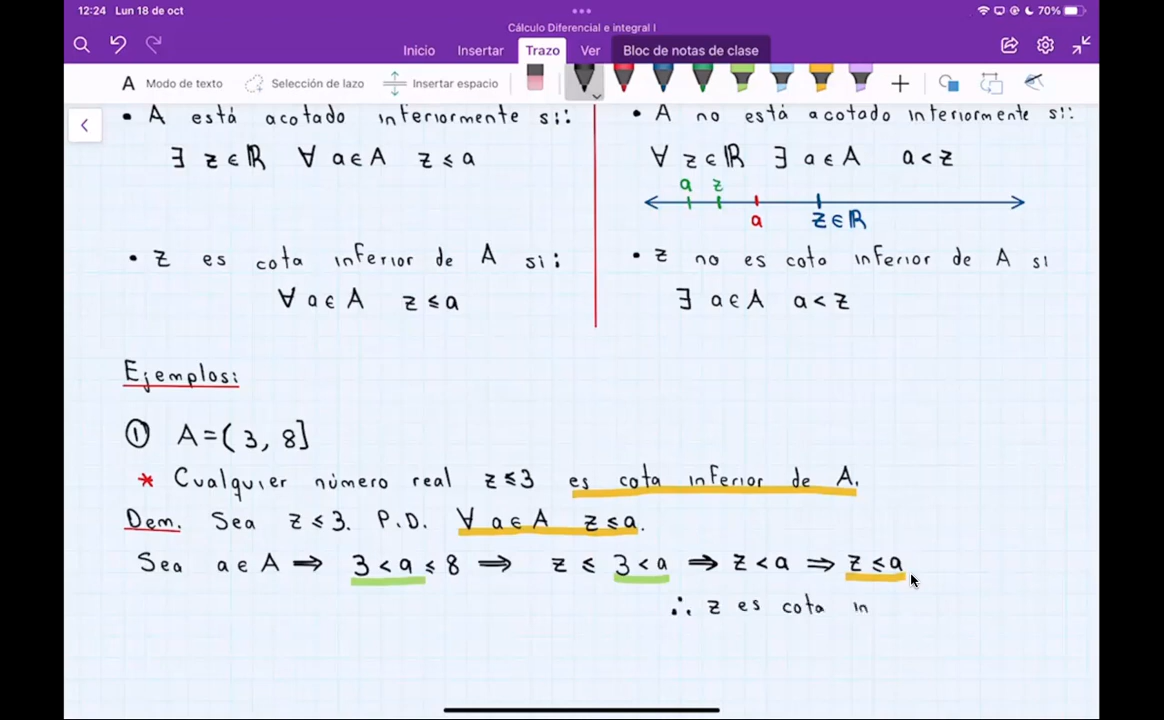 12:24 Lun 18 de oct
70%
Cálculo Diferencial e integral I
Inicio Insertar Trazo Ver Bloc de notas de clase
A Modo de texto Selección de lazo Insertar espacio
• A está acotado inferiormente si:
∃ z∈ℝ ∀ a∈A z≤a
• z es cota inferior de A si:
∀ a∈A z≤a
• A no está acotado inferiormente si:
∀ z∈ℝ ∃ a∈A a<z
a z
a z∈ℝ
• z no es cota inferior de A si
∃ a∈A a<z
Ejemplos:
① A=(3, 8]
* Cualquier número real z≤3 es cota inferior de A.
Dem. Sea z≤3. P.D. ∀ a∈A z≤a.
Sea a∈A ⟹ 3<a≤8 ⟹ z≤3<a ⟹ z<a ⟹ z≤a
∴ z es cota in